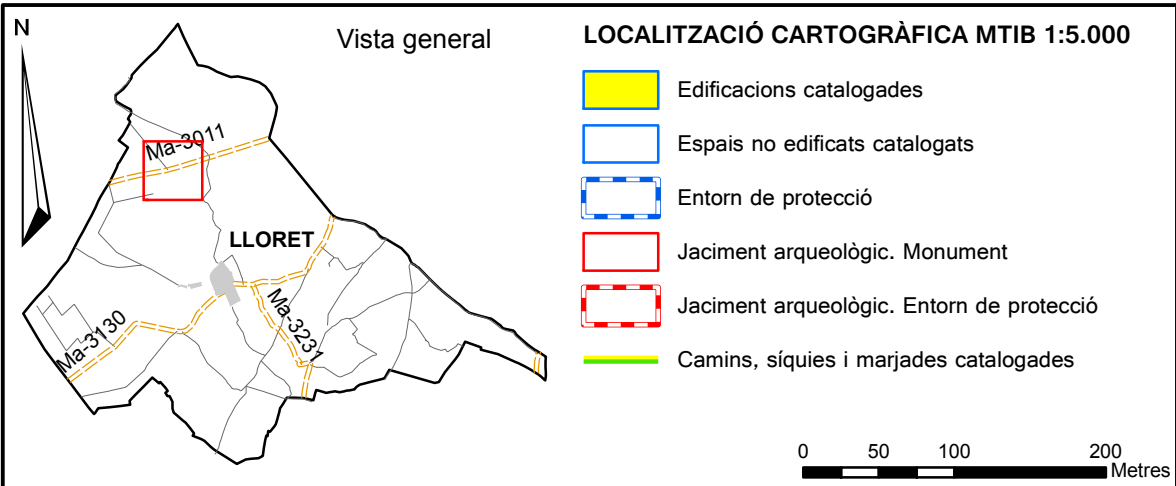 N
Vista general
Ma-3011
LLORET
Ma-3130
Ma-3231
LOCALITZACIÓ CARTOGRÀFICA MTIB 1:5.000
Edificacions catalogades
Espais no edificats catalogats
Entorn de protecció
Jaciment arqueològic. Monument
Jaciment arqueològic. Entorn de protecció
Camins, síquies i marjades catalogades
0 50 100 200
Metres